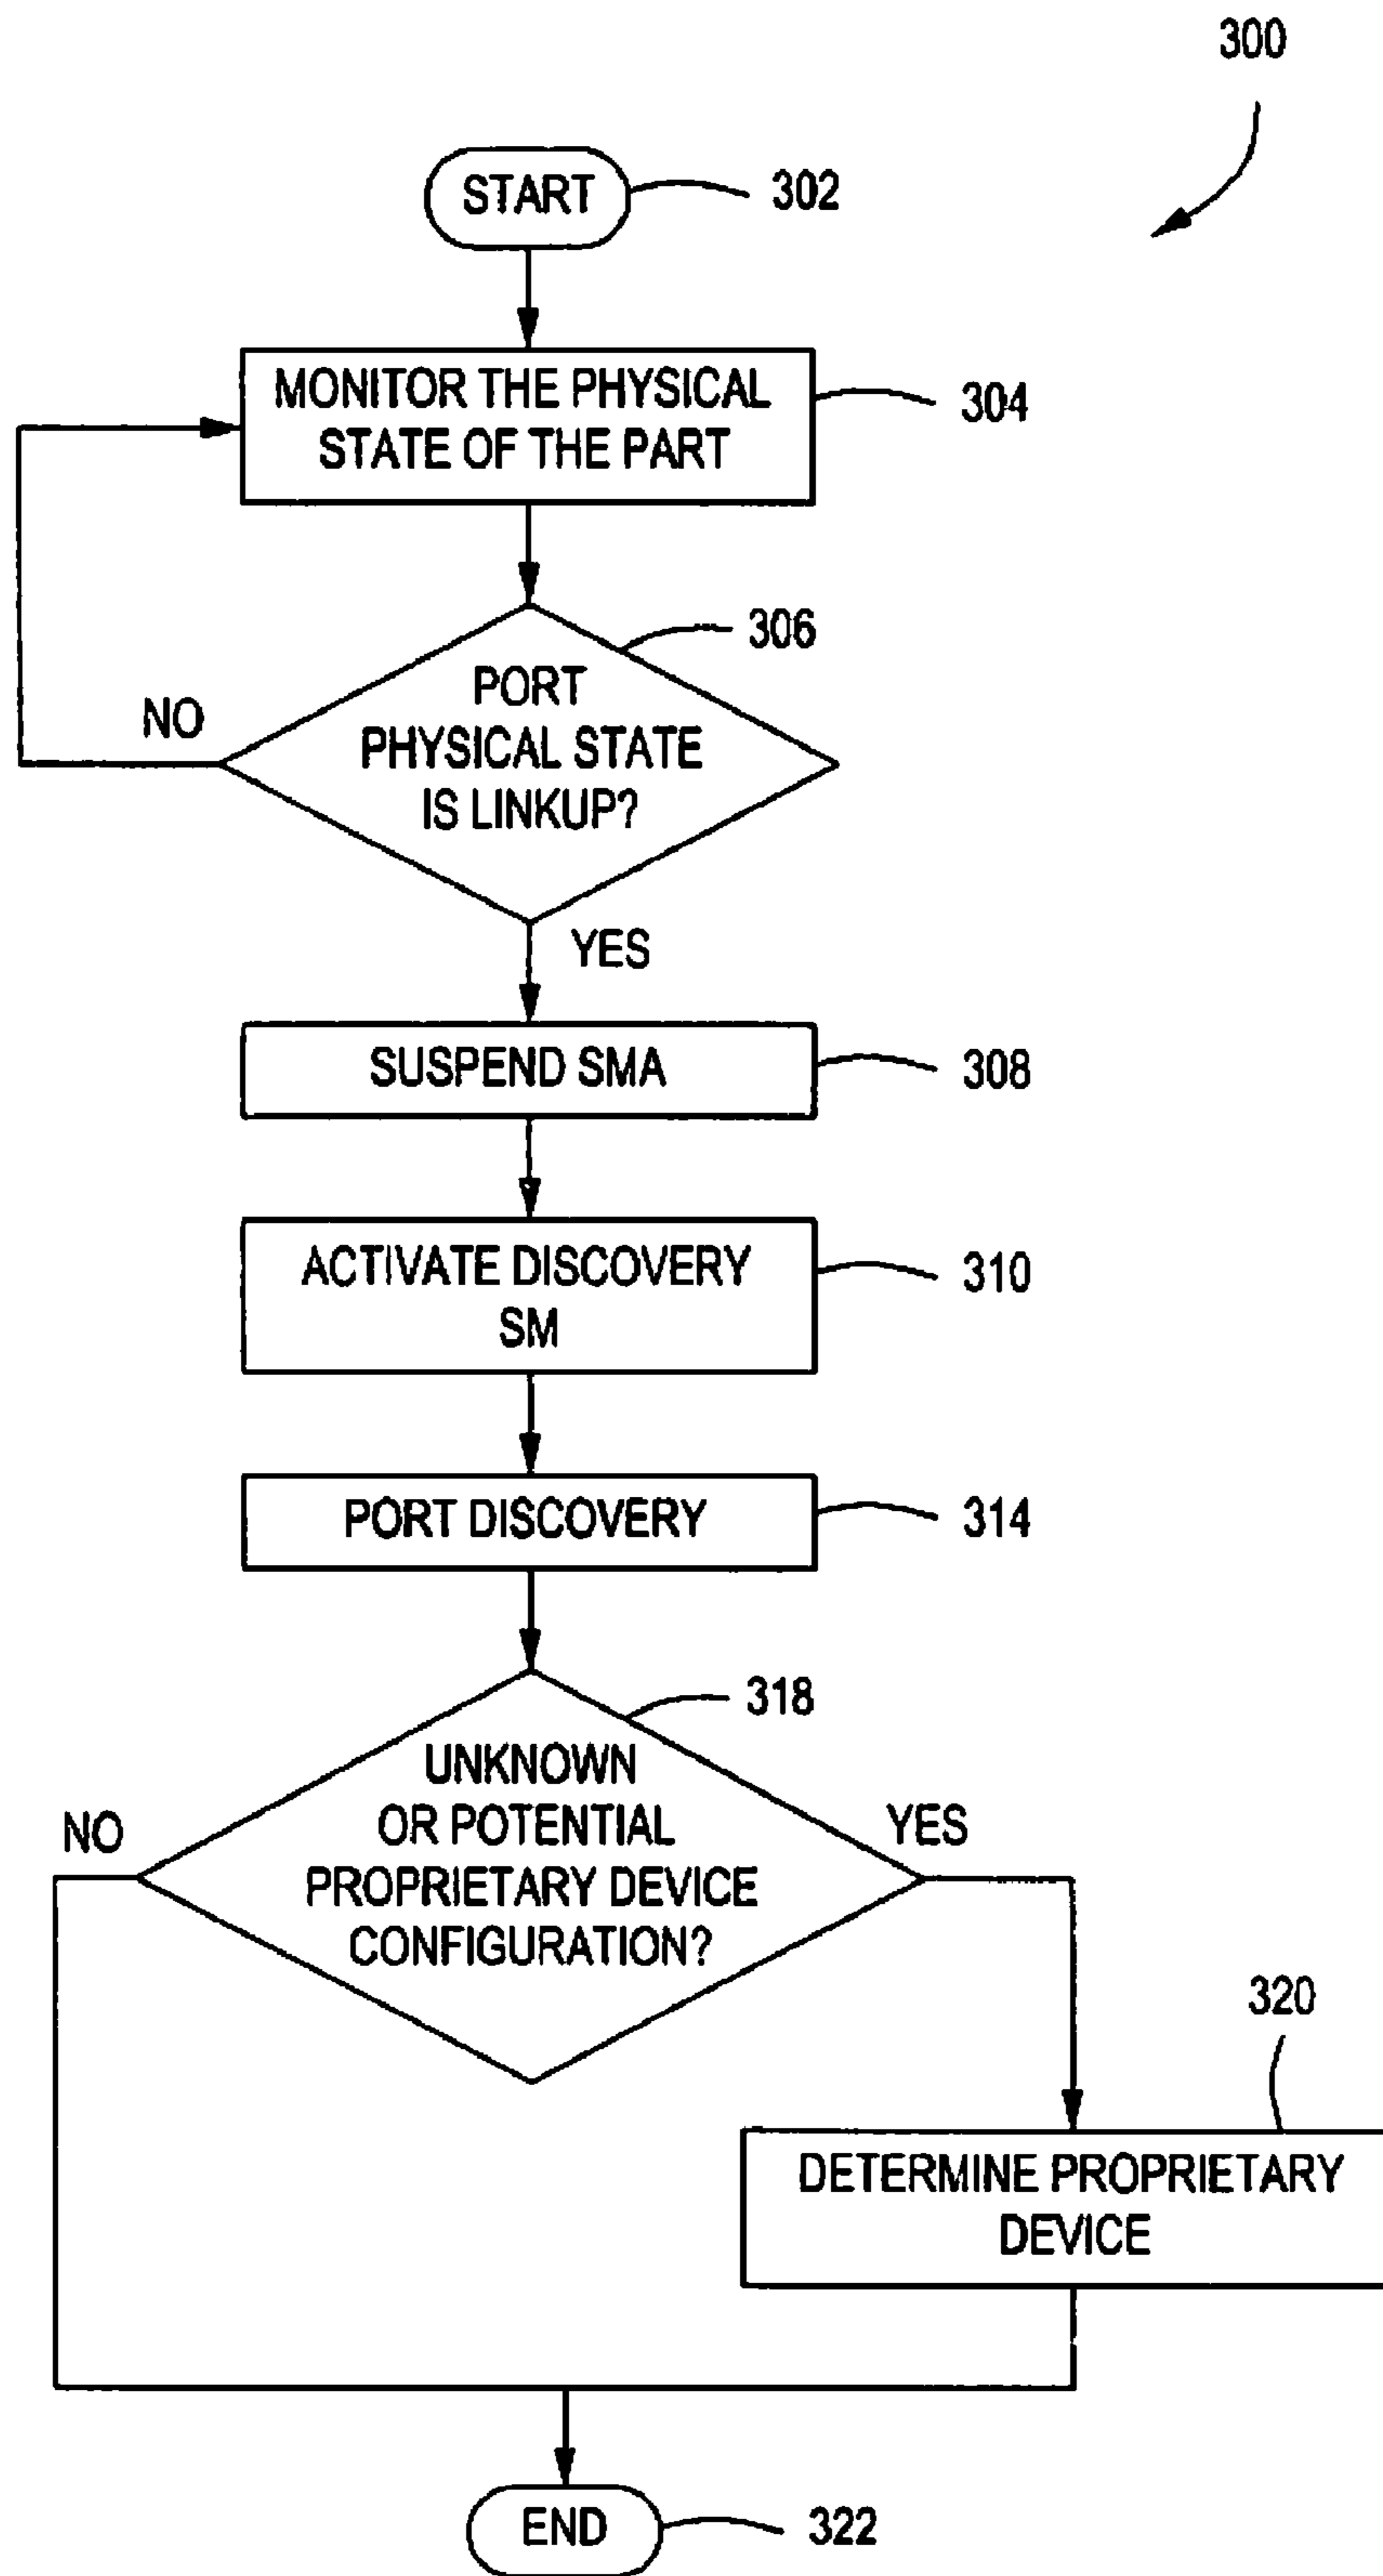 300
START
302
MONITOR THE PHYSICAL
STATE OF THE PART
304
306
PORT
PHYSICAL STATE
IS LINKUP?
NO
YES
SUSPEND SMA
308
ACTIVATE DISCOVERY
SM
310
PORT DISCOVERY
314
318
UNKNOWN
OR POTENTIAL
PROPRIETARY DEVICE
CONFIGURATION?
NO
YES
320
DETERMINE PROPRIETARY
DEVICE
END
322